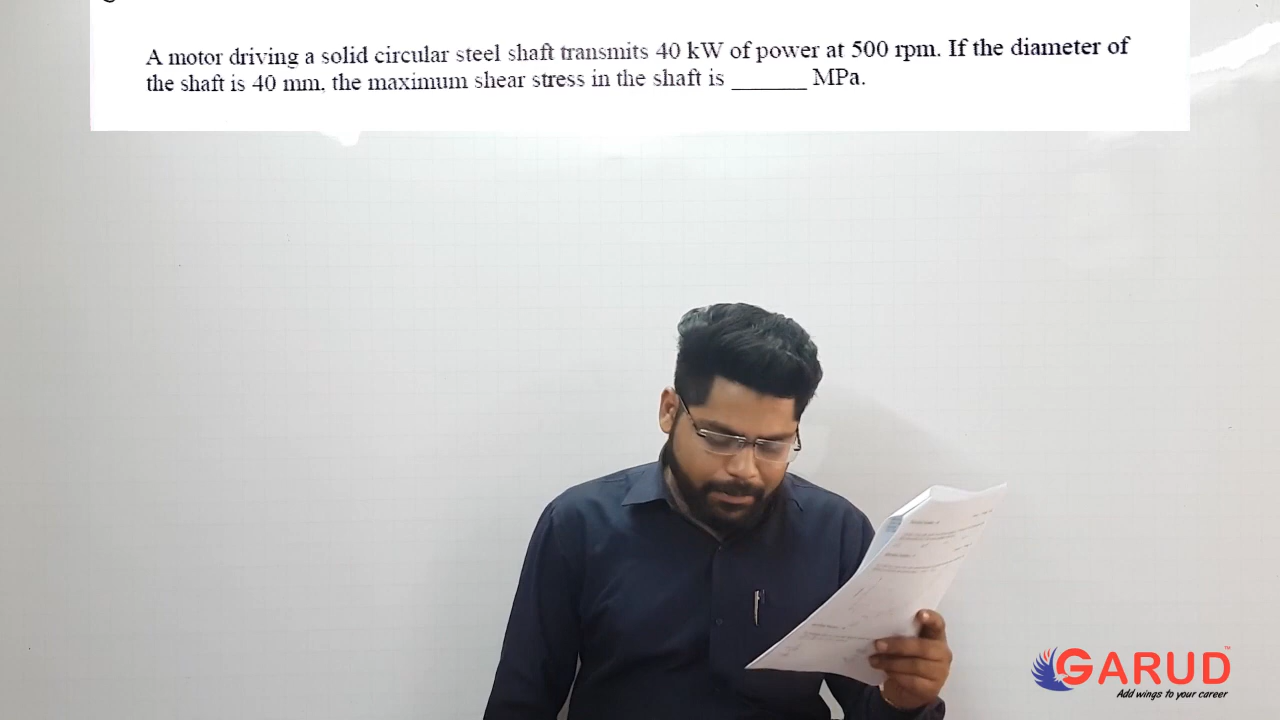 A motor driving a solid circular steel shaft transmits 40 kW of power at 500 rpm. If the diameter of
the shaft is 40 mm, the maximum shear stress in the shaft is ______ MPa.
GARUD
TM
Add wings to your career